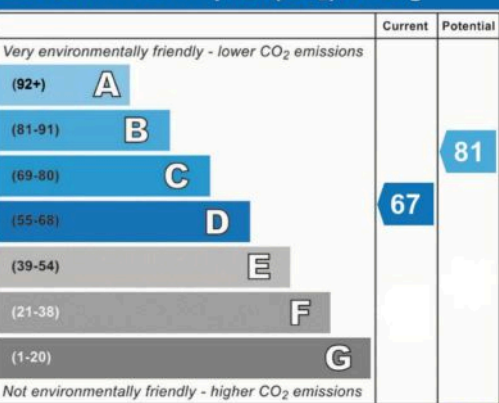 Current Potential
Very environmentally friendly - lower CO2 emissions
(92+) A
(81-91) B
(69-80) C
(55-68) D
(39-54) E
(21-38) F
(1-20) G
81
67
Not environmentally friendly - higher CO2 emissions